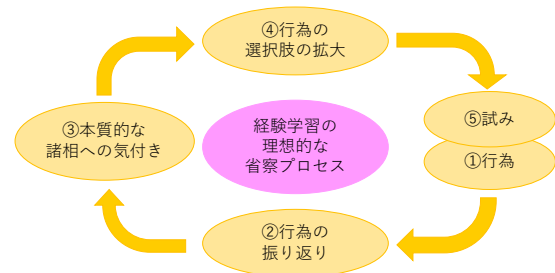 ④行為の
選択肢の拡大
⑤試み
①行為
②行為の
振り返り
③本質的な
諸相への気付き
経験学習の
理想的な
省察プロセス